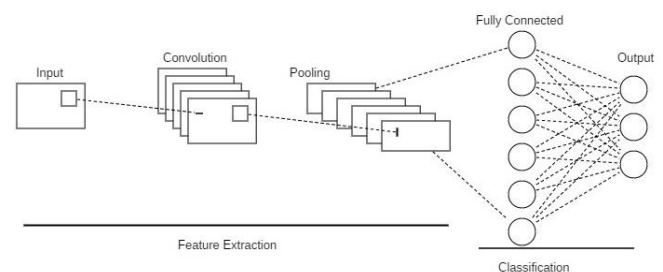 Fully Connected
Convolution
Output
Input
Pooling
Feature Extraction
Classification